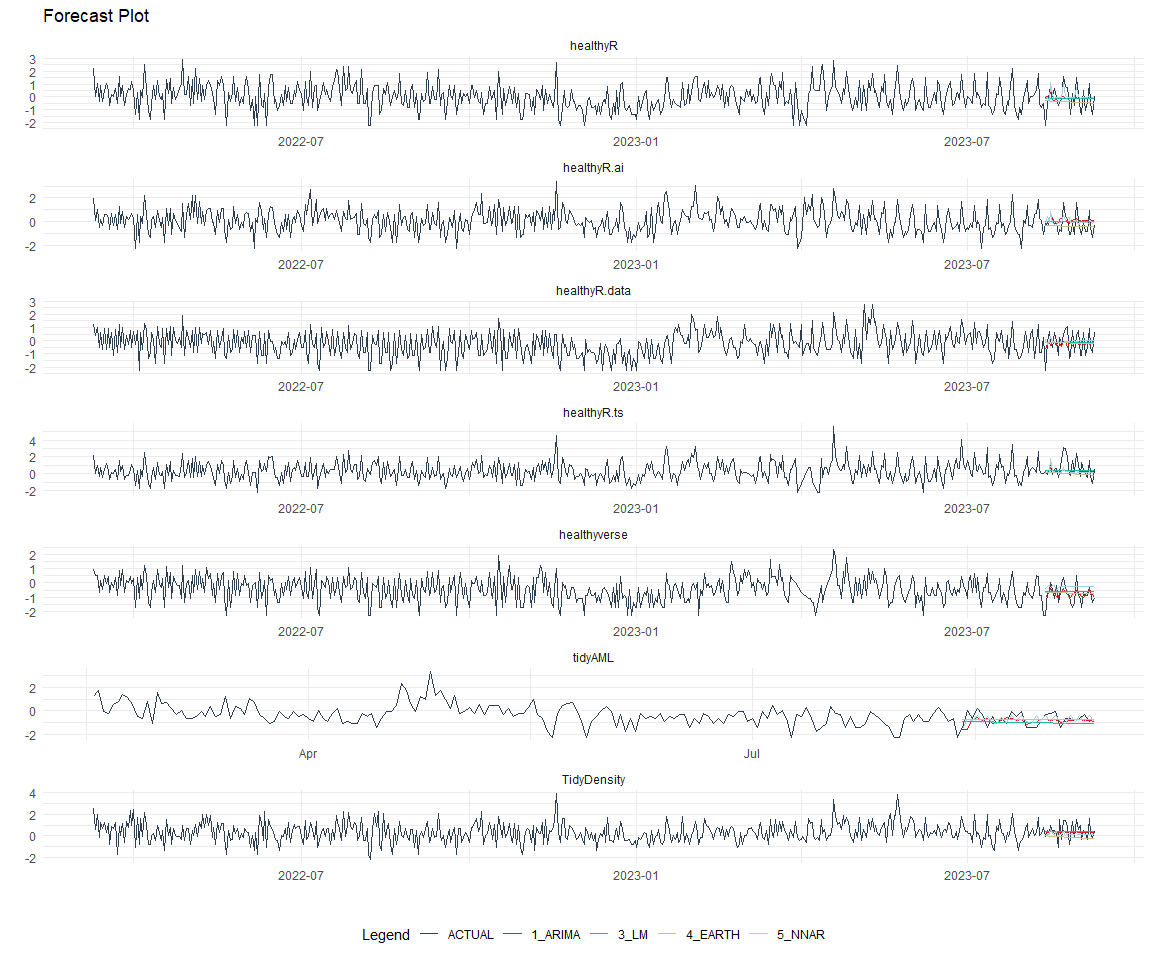 Forecast Plot
healthyR
3
2
1
0
-1
-2
2022-07 2023-01 2023-07
healthyR.ai
2
0
-2
2022-07 2023-01 2023-07
healthyR.data
3
2
1
0
-1
-2
2022-07 2023-01 2023-07
healthyR.ts
4
2
0
-2
2022-07 2023-01 2023-07
healthyverse
2
1
0
-1
-2
2022-07 2023-01 2023-07
tidyAML
2
0
-2
Apr Jul
TidyDensity
4
2
0
-2
2022-07 2023-01 2023-07
Legend ACTUAL 1_ARIMA 3_LM 4_EARTH 5_NNAR